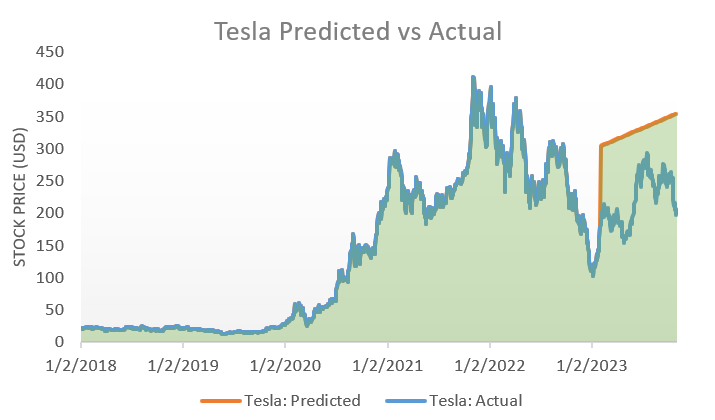 Tesla Predicted vs Actual
STOCK PRICE (USD)
450
400
350
300
250
200
150
100
50
0
1/2/2018 1/2/2019 1/2/2020 1/2/2021 1/2/2022 1/2/2023
Tesla: Predicted Tesla: Actual